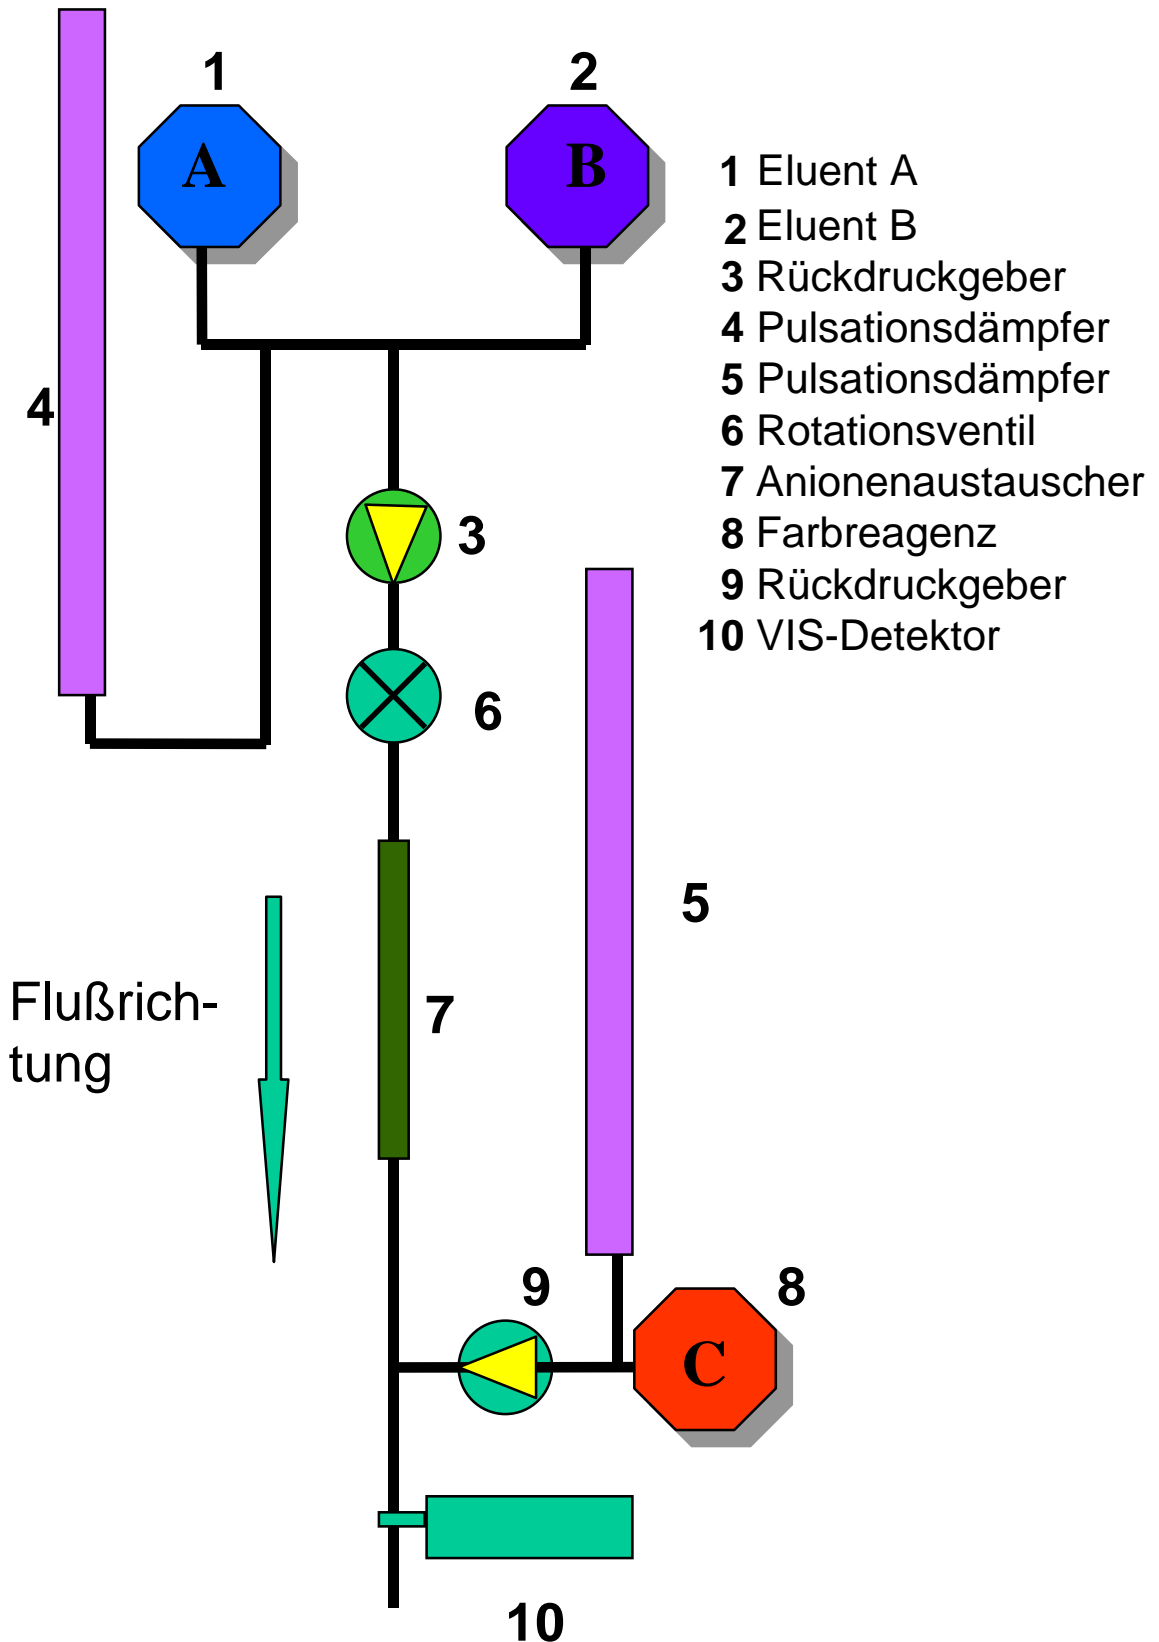 1
2
A
B
1 Eluent A
2 Eluent B
3 Rückdruckgeber
4 Pulsationsdämpfer
5 Pulsationsdämpfer
6 Rotationsventil
7 Anionenaustauscher
8 Farbreagenz
9 Rückdruckgeber
10 VIS-Detektor
4
3
6
5
Flußrich-
tung
7
9
8
C
10